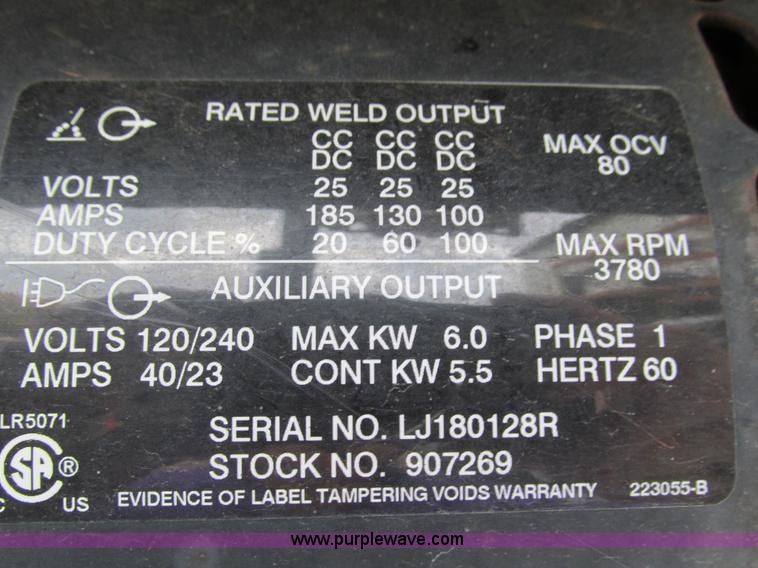 RATED WELD OUTPUT
CC CC CC
DC DC DC
MAX OCV
80
VOLTS 25 25 25
AMPS 185 130 100
DUTY CYCLE % 20 60 100
MAX RPM
3780
AUXILIARY OUTPUT
VOLTS 120/240 MAX KW 6.0 PHASE 1
AMPS 40/23 CONT KW 5.5 HERTZ 60
LR5071
SERIAL NO. LJ180128R
SA ®
STOCK NO. 907269
C US
EVIDENCE OF LABEL TAMPERING VOIDS WARRANTY 223055-B
www.purplewave.com